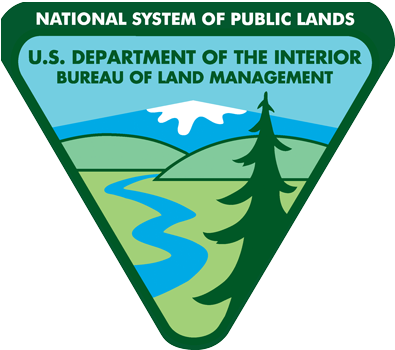 NATIONAL SYSTEM OF PUBLIC LANDS
U.S. DEPARTMENT OF THE INTERIOR
BUREAU OF LAND MANAGEMENT